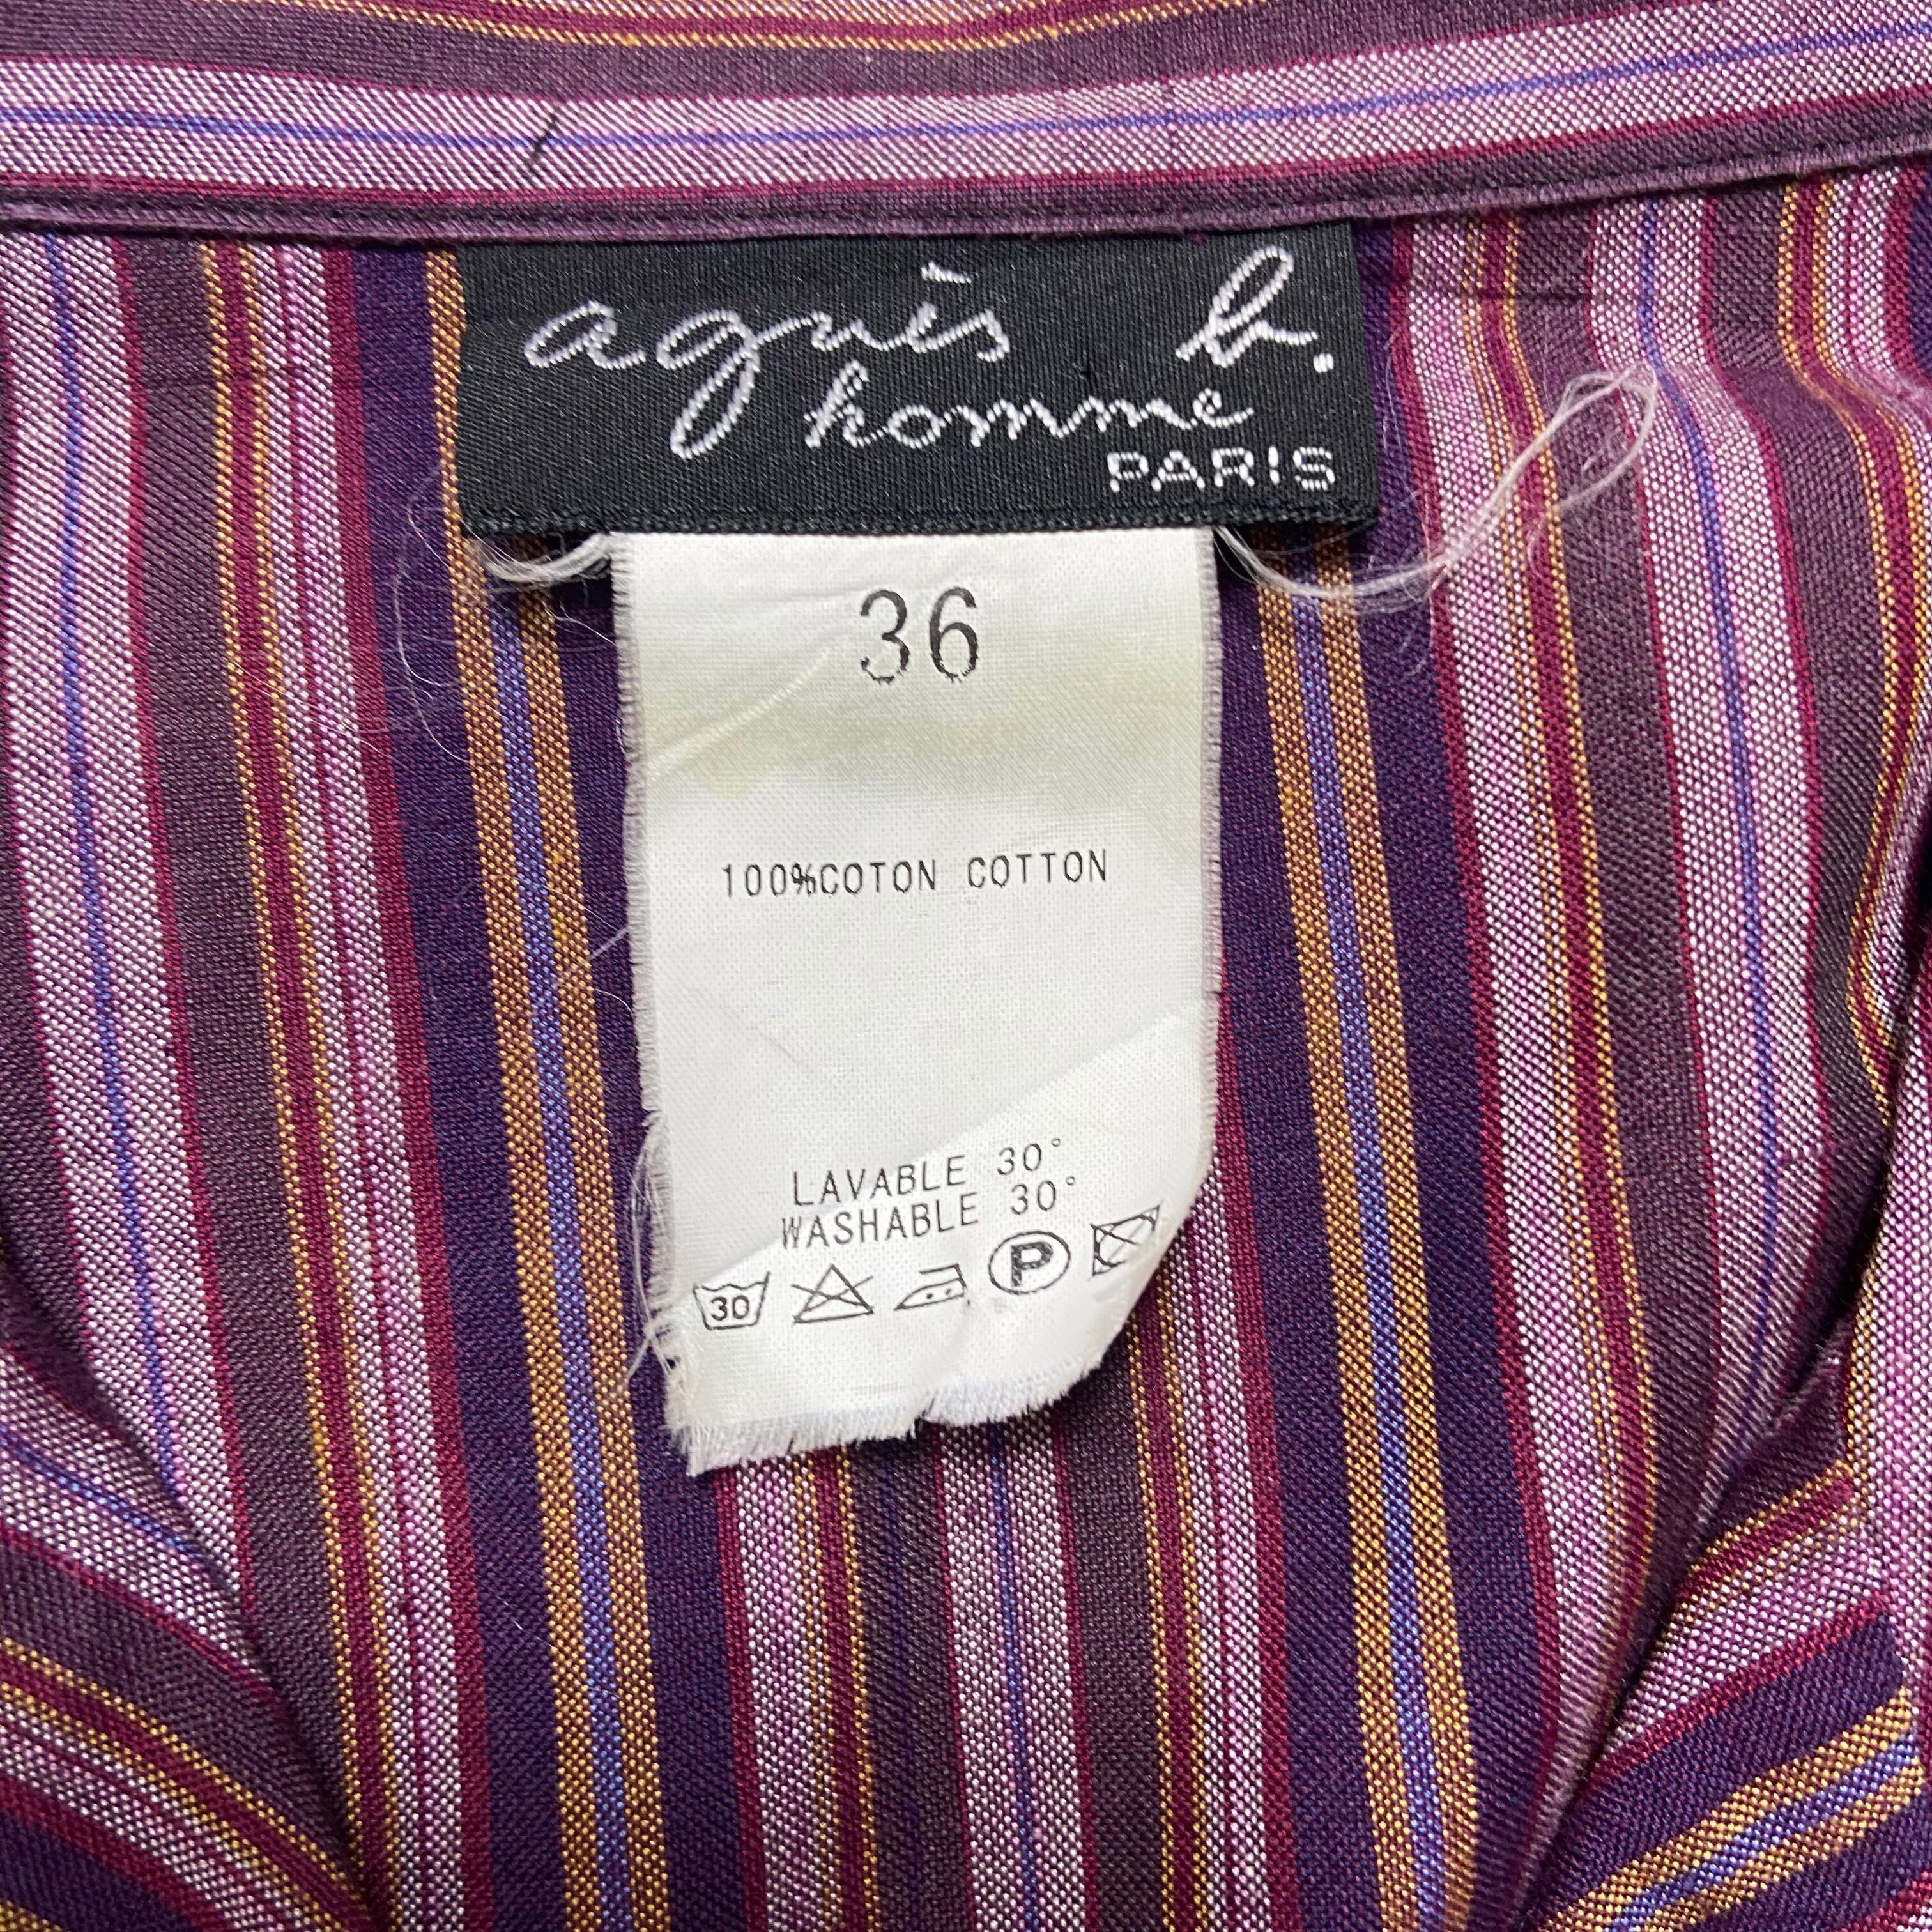 agnès b.
homme
PARIS
36
100%COTON COTTON
LAVABLE 30°
WASHABLE 30°
30 P